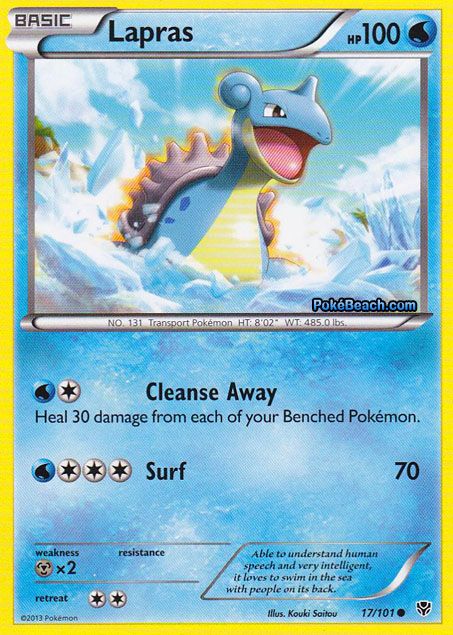 BASIC
Lapras
HP 100
PokéBeach.com
NO. 131 Transport Pokémon HT: 8'02" WT: 485.0 lbs.
Cleanse Away
Heal 30 damage from each of your Benched Pokémon.
Surf 70
weakness resistance
×2
retreat
Able to understand human
speech and very intelligent,
it loves to swim in the sea
with people on its back.
©2013 Pokémon
Illus. Kouki Saitou
17/101